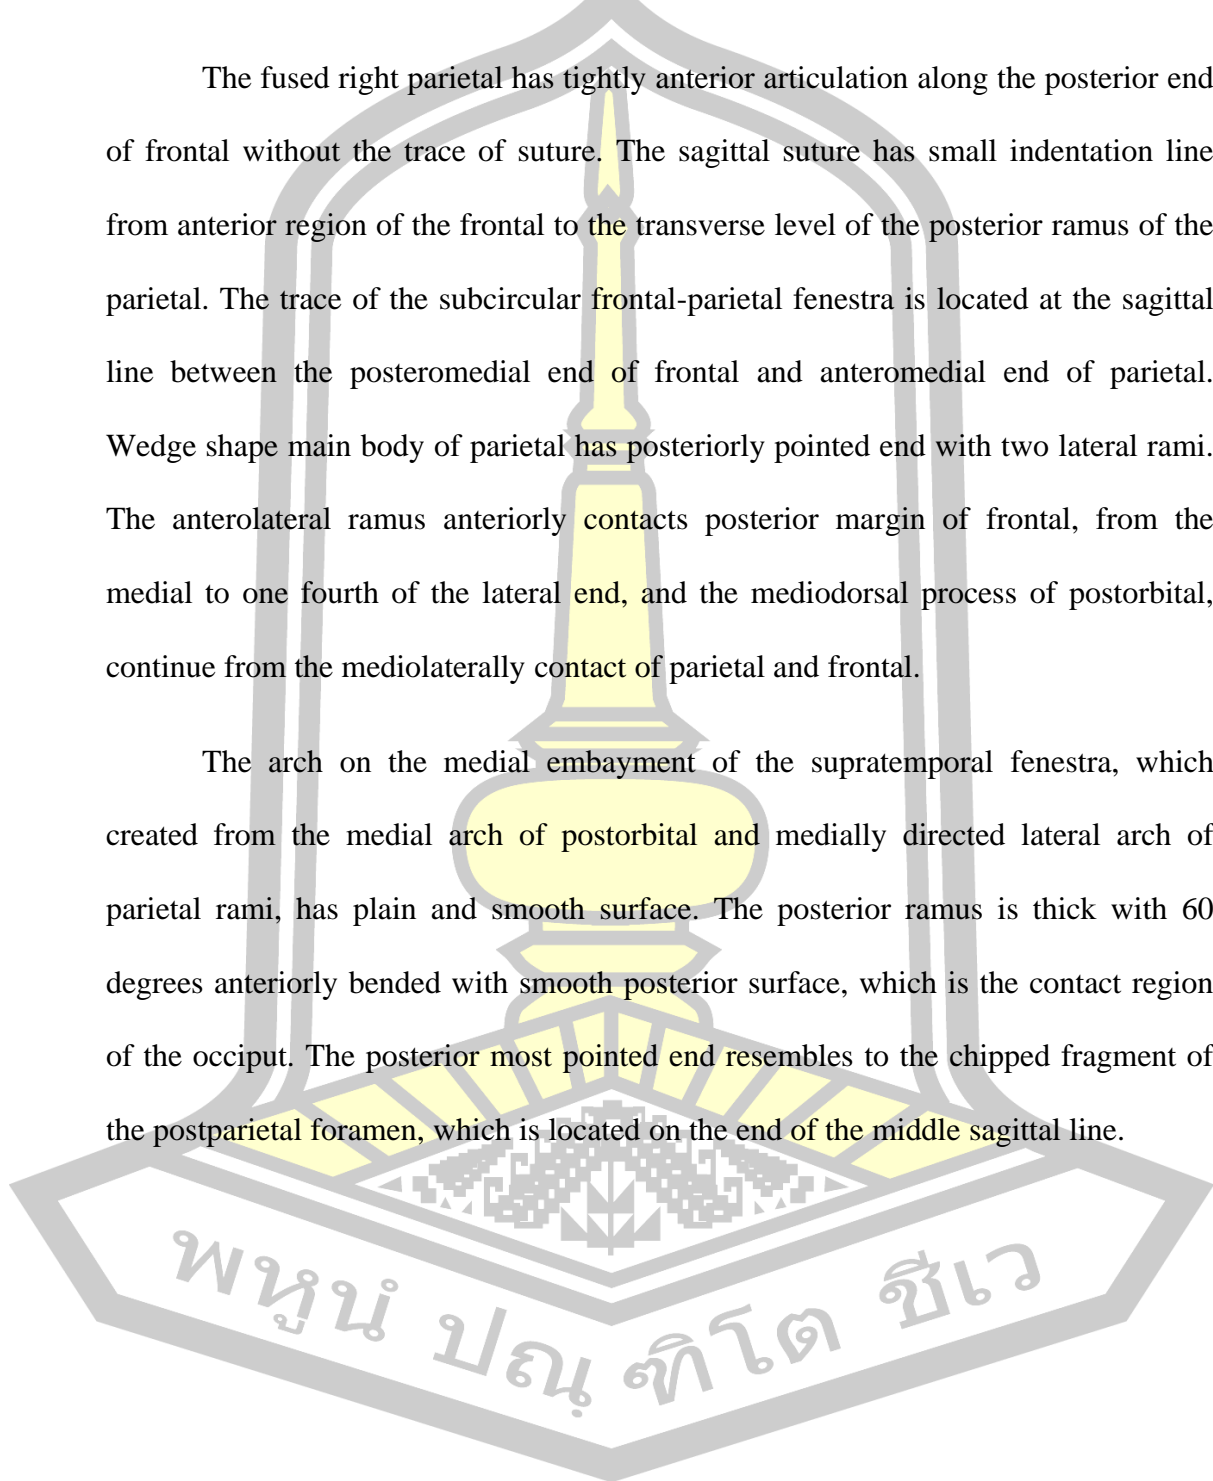 The fused right parietal has tightly anterior articulation along the posterior end
of frontal without the trace of suture. The sagittal suture has small indentation line
from anterior region of the frontal to the transverse level of the posterior ramus of the
parietal. The trace of the subcircular frontal-parietal fenestra is located at the sagittal
line between the posteromedial end of frontal and anteromedial end of parietal.
Wedge shape main body of parietal has posteriorly pointed end with two lateral rami.
The anterolateral ramus anteriorly contacts posterior margin of frontal, from the
medial to one fourth of the lateral end, and the mediodorsal process of postorbital,
continue from the mediolaterally contact of parietal and frontal.
The arch on the medial embayment of the supratemporal fenestra, which
created from the medial arch of postorbital and medially directed lateral arch of
parietal rami, has plain and smooth surface. The posterior ramus is thick with 60
degrees anteriorly bended with smooth posterior surface, which is the contact region
of the occiput. The posterior most pointed end resembles to the chipped fragment of
the postparietal foramen, which is located on the end of the middle sagittal line.
พหูนํ ปณฺฑิโต ชีเว